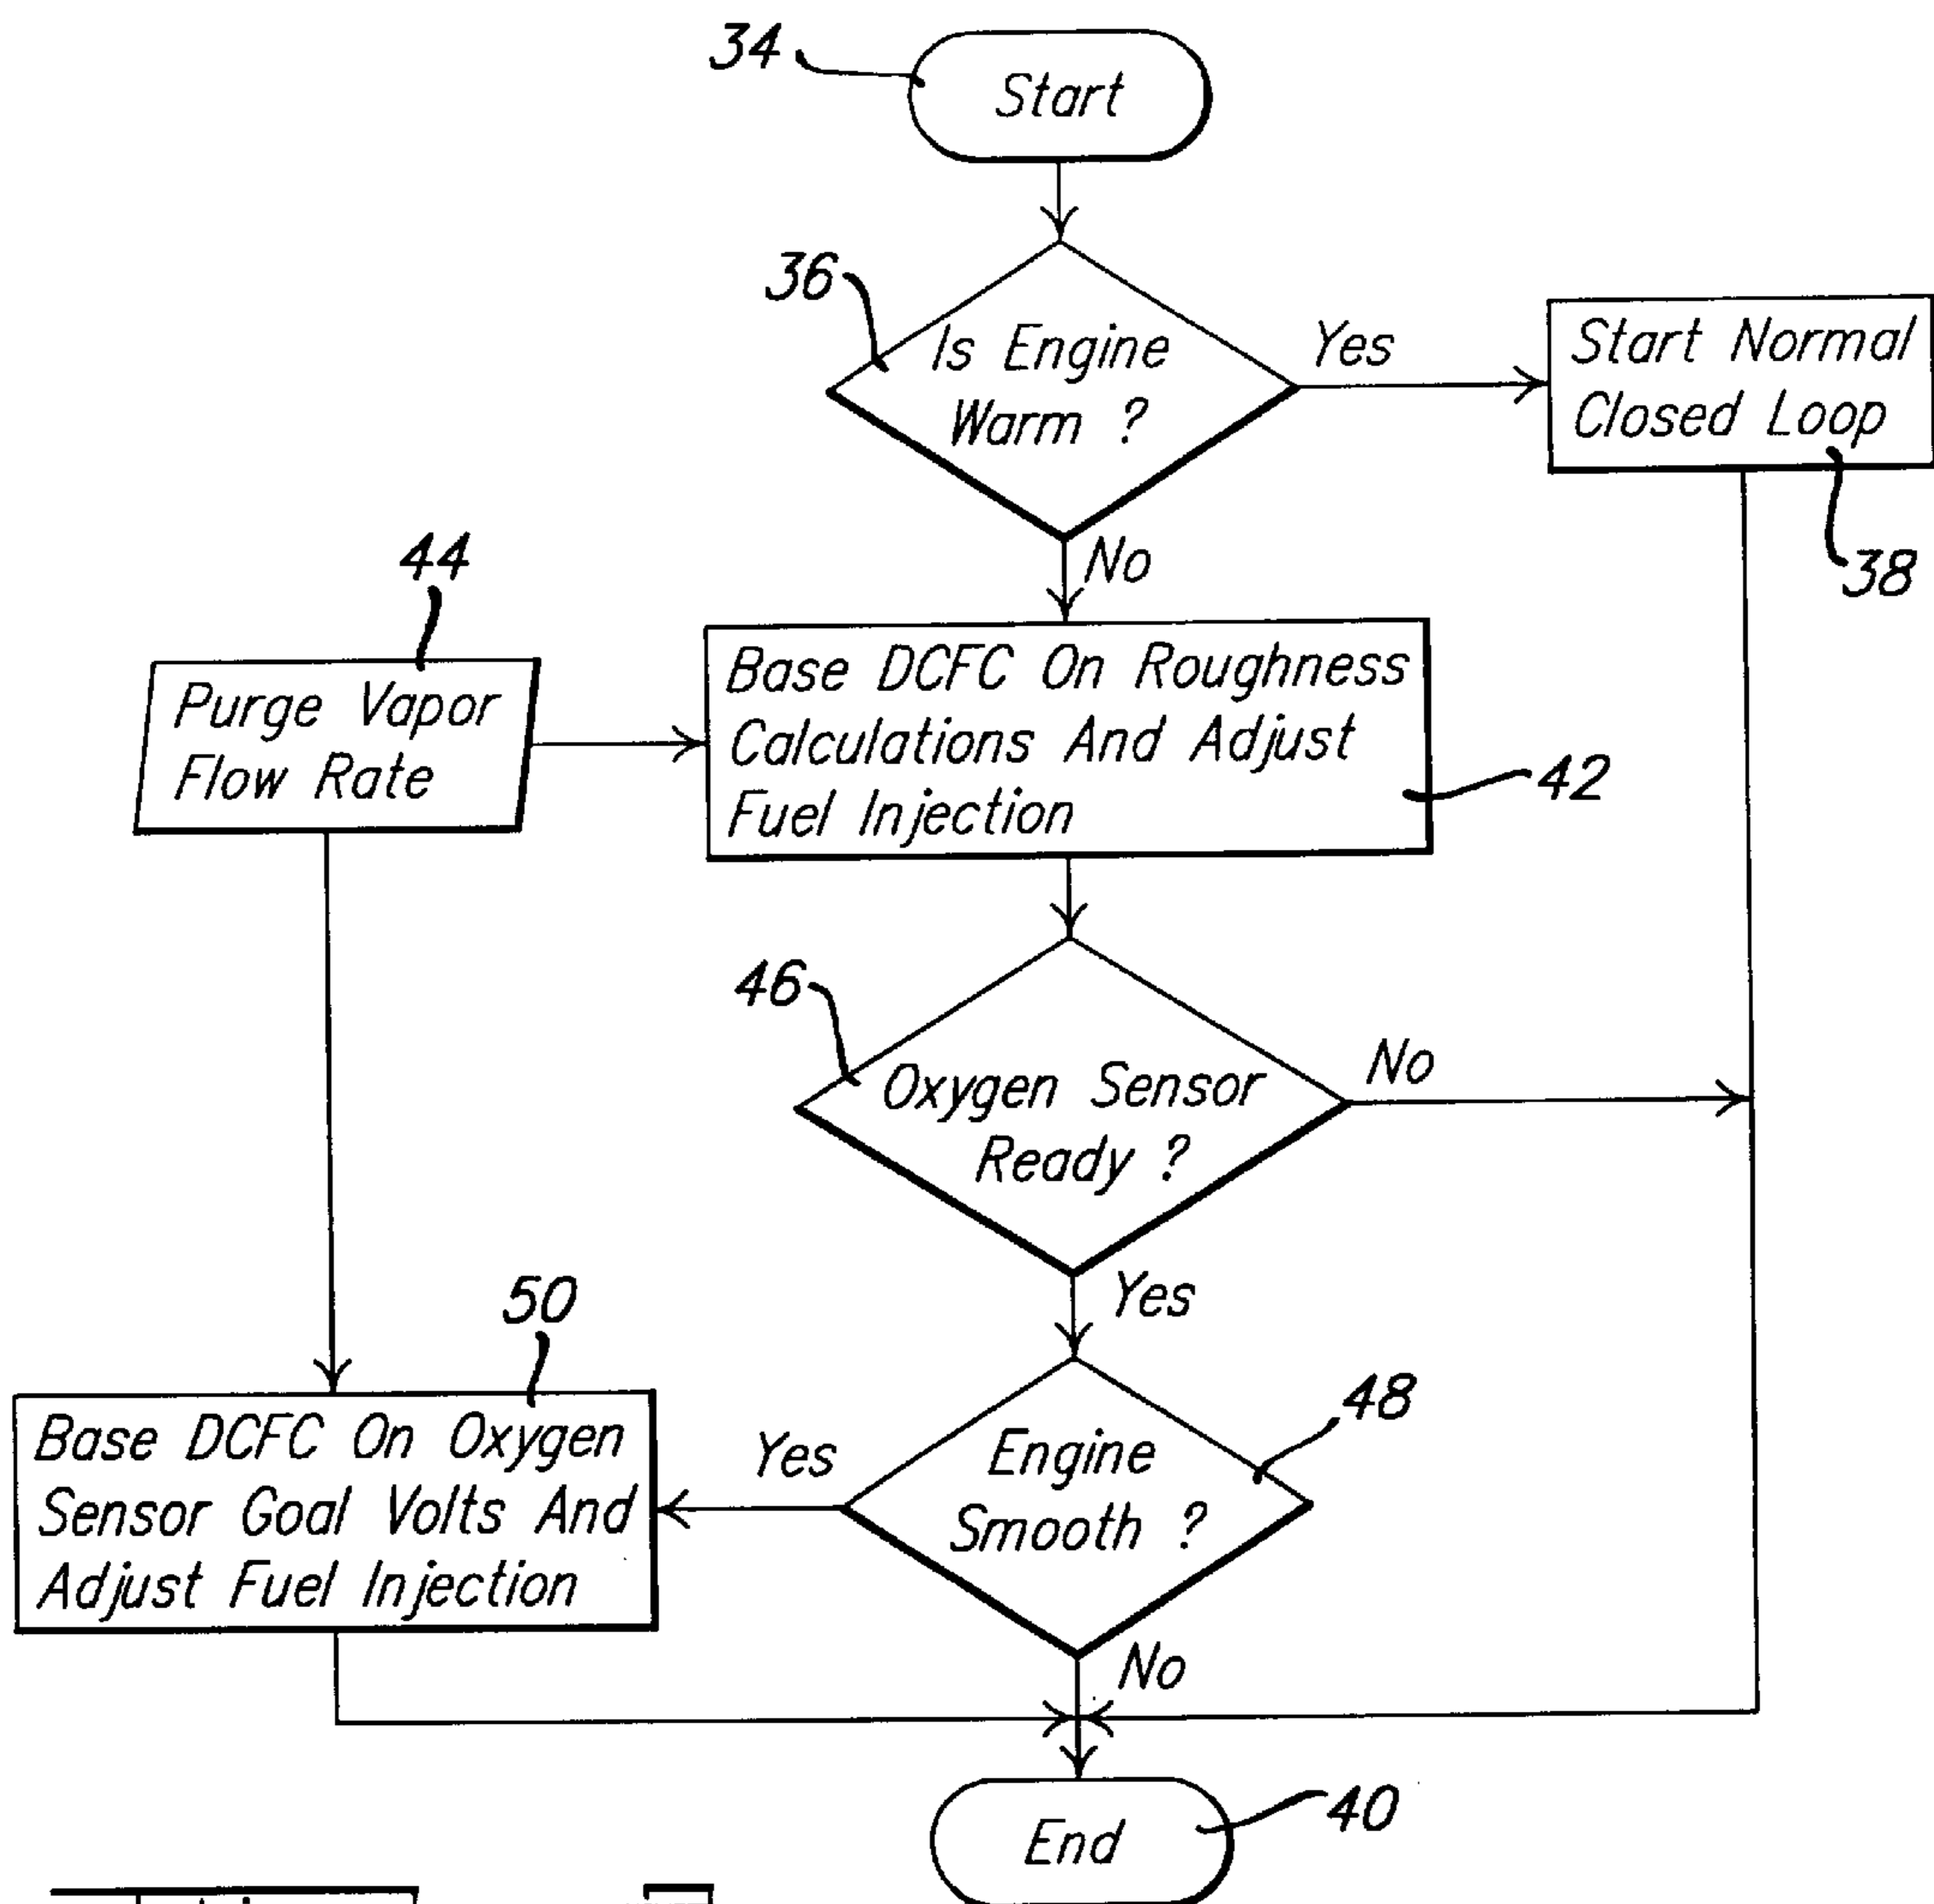 34
Start
36
Is Engine
Warm ?
Yes
Start Normal
Closed Loop
38
No
44
Purge Vapor
Flow Rate
Base DCFC On Roughness
Calculations And Adjust
Fuel Injection
42
46
Oxygen Sensor
Ready ?
No
Yes
50
Base DCFC On Oxygen
Sensor Goal Volts And
Adjust Fuel Injection
Yes
Engine
Smooth ?
48
No
End
40